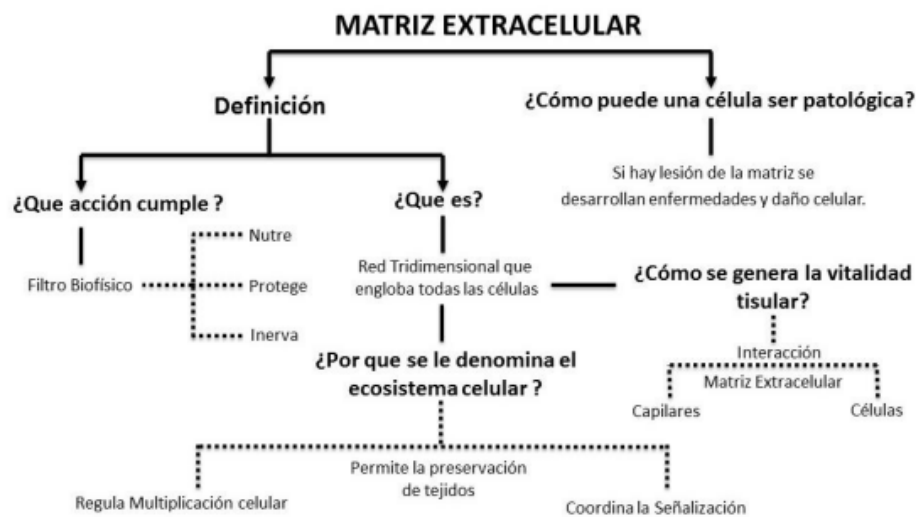 MATRIZ EXTRACELULAR
Definición
¿Cómo puede una célula ser patológica?
Si hay lesión de la matriz se
desarrollan enfermedades y daño celular.
¿Que acción cumple ?
¿Que es?
Nutre
Filtro Biofísico
Protege
Inerva
Red Tridimensional que
engloba todas las células
¿Cómo se genera la vitalidad
tisular?
Interacción
Matriz Extracelular
Capilares
Células
¿Por que se le denomina el
ecosistema celular ?
Regula Multiplicación celular
Permite la preservación
de tejidos
Coordina la Señalización